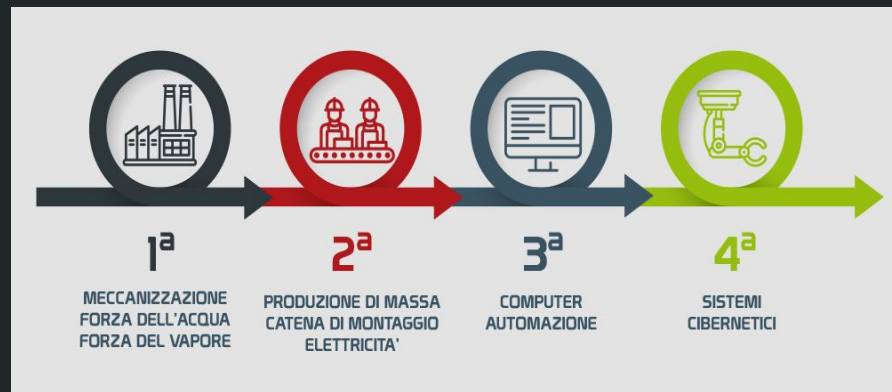 1ª
MECCANIZZAZIONE
FORZA DELL'ACQUA
FORZA DEL VAPORE
2ª
PRODUZIONE DI MASSA
CATENA DI MONTAGGIO
ELETTRICITA'
3ª
COMPUTER
AUTOMAZIONE
4ª
SISTEMI
CIBERNETICI